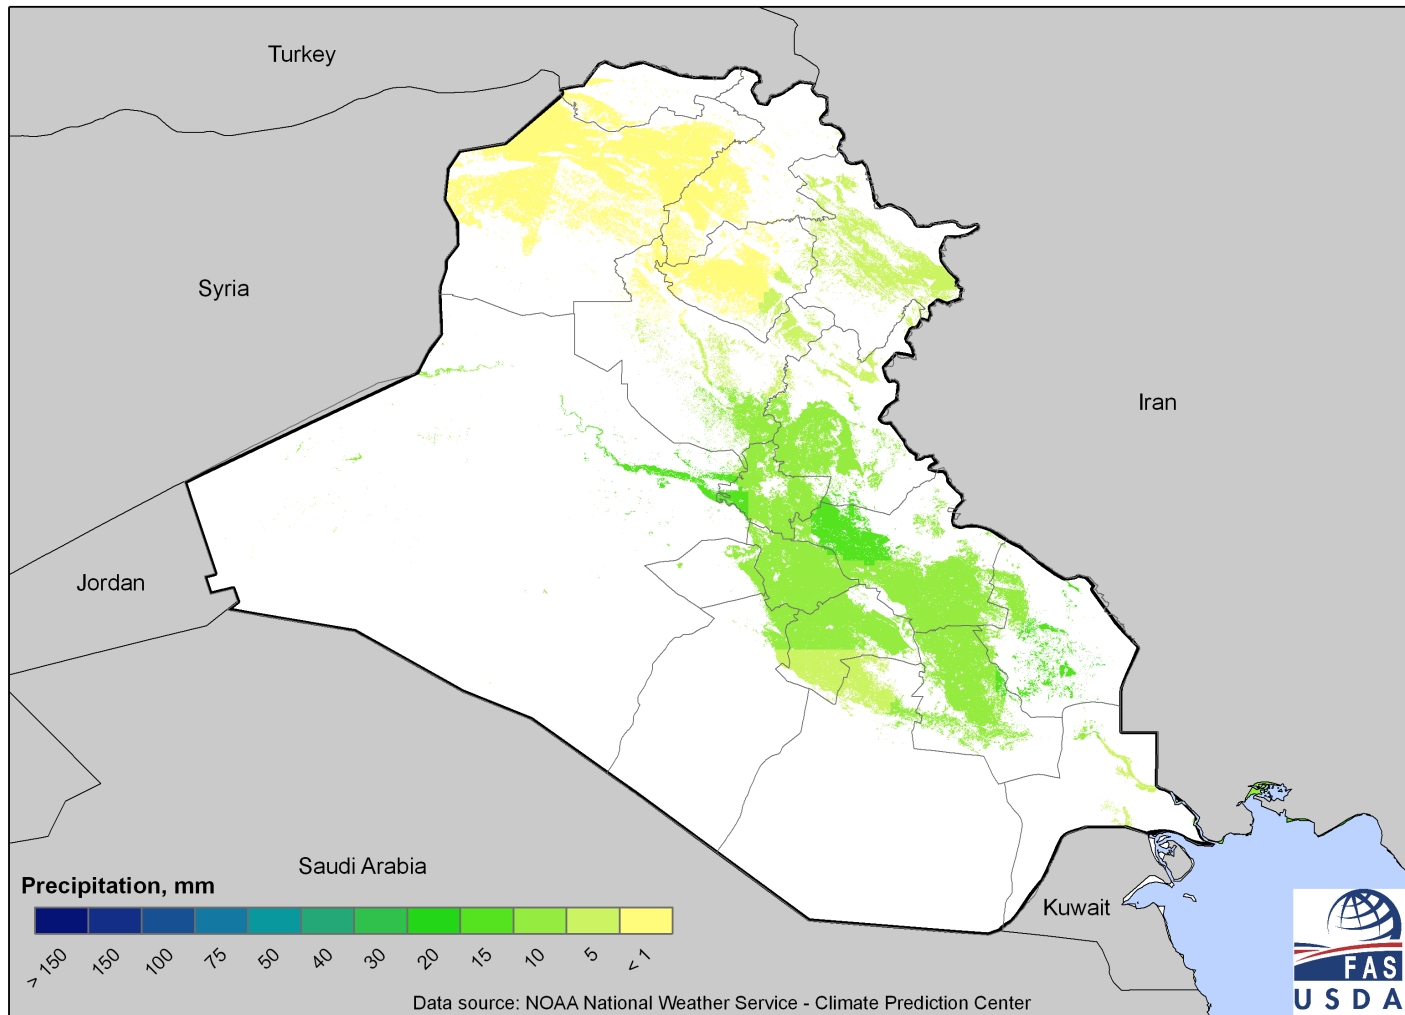 Turkey
Syria
Iran
Jordan
Saudi Arabia
Kuwait
Precipitation, mm
> 150 150 100 75 50 40 30 20 15 10 5 < 1
Data source: NOAA National Weather Service - Climate Prediction Center
FAS
USDA